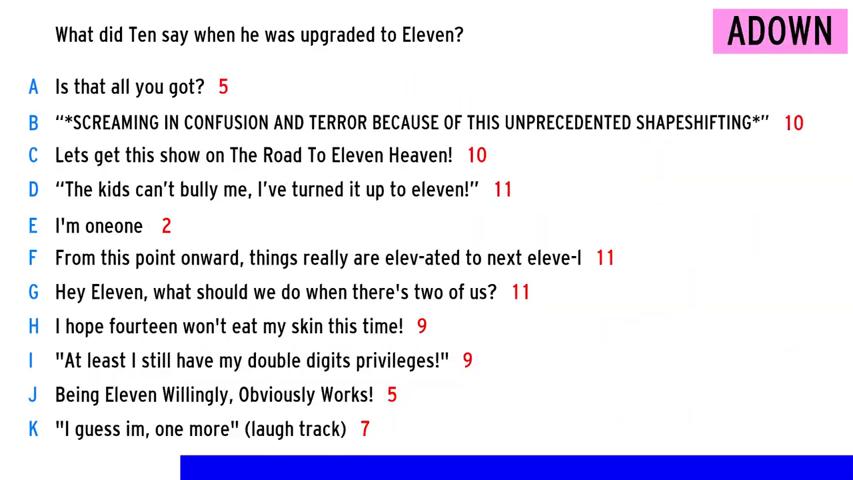 What did Ten say when he was upgraded to Eleven?
ADOWN
A Is that all you got? 5
B “*SCREAMING IN CONFUSION AND TERROR BECAUSE OF THIS UNPRECEDENTED SHAPESHIFTING*” 10
C Lets get this show on The Road To Eleven Heaven! 10
D “The kids can’t bully me, I’ve turned it up to eleven!” 11
E I'm oneone 2
F From this point onward, things really are elev-ated to next eleve-l 11
G Hey Eleven, what should we do when there's two of us? 11
H I hope fourteen won't eat my skin this time! 9
I "At least I still have my double digits privileges!" 9
J Being Eleven Willingly, Obviously Works! 5
K "I guess im, one more" (laugh track) 7